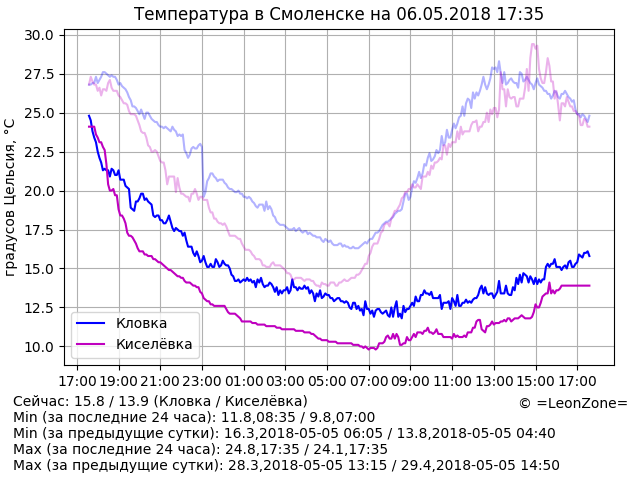 Температура в Смоленске на 06.05.2018 17:35
градусов Цельсия, °C
30.0
27.5
25.0
22.5
20.0
17.5
15.0
12.5
10.0
Кловка
Киселёвка
17:00 19:00 21:00 23:00 01:00 03:00 05:00 07:00 09:00 11:00 13:00 15:00 17:00
Сейчас: 15.8 / 13.9 (Кловка / Киселёвка)
© =LeonZone=
Min (за последние 24 часа): 11.8,08:35 / 9.8,07:00
Min (за предыдущие сутки): 16.3,2018-05-05 06:05 / 13.8,2018-05-05 04:40
Max (за последние 24 часа): 24.8,17:35 / 24.1,17:35
Max (за предыдущие сутки): 28.3,2018-05-05 13:15 / 29.4,2018-05-05 14:50